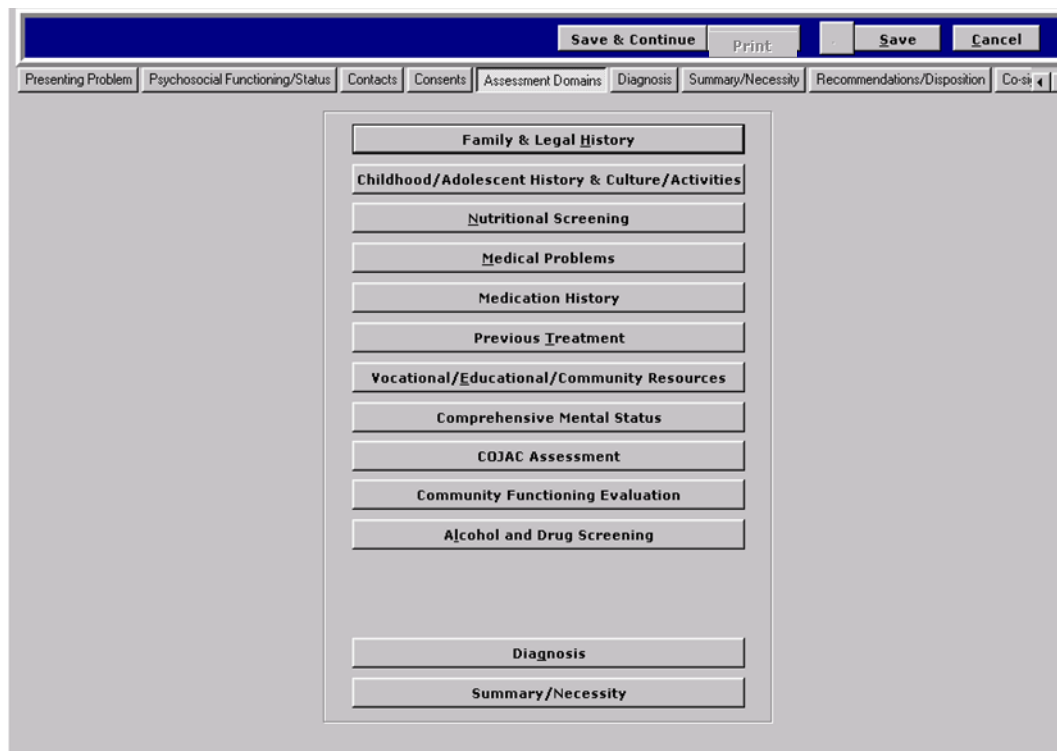 Save & Continue Print Save Cancel
Presenting Problem Psychosocial Functioning/Status Contacts Consents Assessment Domains Diagnosis Summary/Necessity Recommendations/Disposition
Family & Legal History
Childhood/Adolescent History & Culture/Activities
Nutritional Screening
Medical Problems
Medication History
Previous Treatment
Vocational/Educational/Community Resources
Comprehensive Mental Status
COJAC Assessment
Community Functioning Evaluation
Alcohol and Drug Screening
Diagnosis
Summary/Necessity